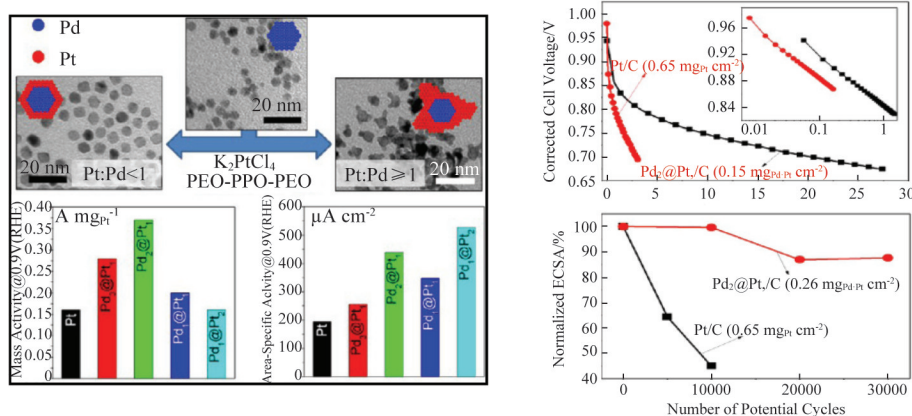 Pd
Pt
20 nm
20 nm
Pt:Pd<1
K₂PtCl₄
PEO-PPO-PEO
Pt:Pd⩾1
20 nm
Mass Activity@0.9V(RHE)
0.40
0.35
0.30
0.25
0.20
0.15
0.10
0.05
0
A mgPt⁻¹
Pt
Pd₂@Pt₁
Pd₁@Pt₁
Pd₁@Pt₂
Area-Specific Aclvity@0.9V(RHE)
600
500
400
300
200
100
0
µA cm⁻²
Pt
Pd₂@Pt₁
Pd₁@Pt₁
Pd₁@Pt₂
Corrected Cell Voltage/V
1.00
0.95
0.90
0.85
0.80
0.75
0.70
0.65
0 5 10 15 20 25 30
Pt/C (0.65 mgPt cm⁻²)
Pd₂@Pt,/C (0.15 mgPd·Pt cm⁻²)
0.96
0.92
0.88
0.84
0.01 0.1 1
Normalized ECSA/%
100
90
80
70
60
50
40
Pd₂@Pt,/C (0.26 mgPd·Pt cm⁻²)
Pt/C (0.65 mgPt cm⁻²)
0 10000 20000 30000
Number of Potential Cycles